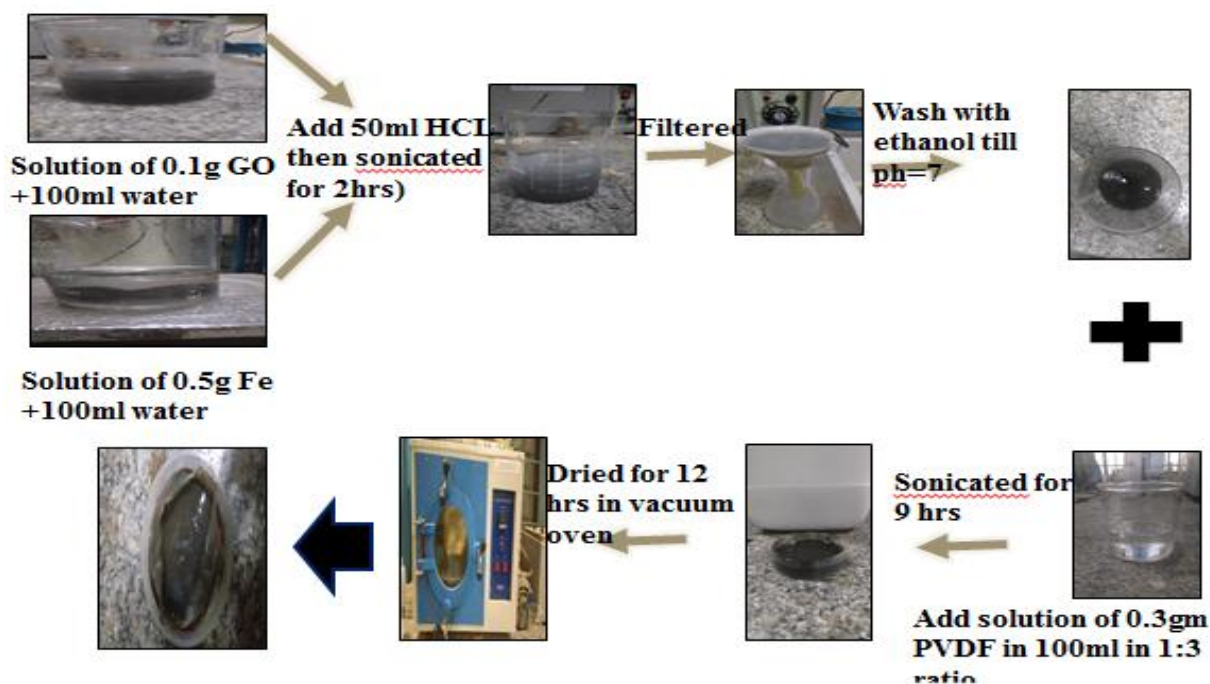 Solution of 0.1g GO
+100ml water
Add 50ml HCL
then sonicated
for 2hrs)
Filtered
Wash with
ethanol till
ph=7
Solution of 0.5g Fe
+100ml water
Dried for 12
hrs in vacuum
oven
Sonicated for
9 hrs
Add solution of 0.3gm
PVDF in 100ml in 1:3
ratio